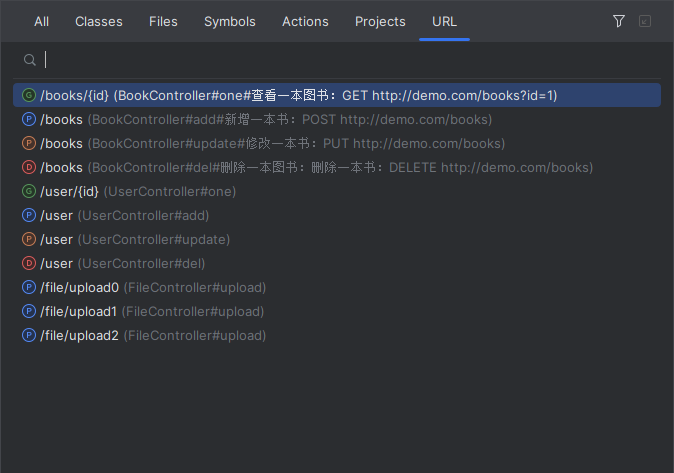 All Classes Files Symbols Actions Projects URL
G /books/{id} (BookController#one#查看一本图书：GET http://demo.com/books?id=1)
P /books (BookController#add#新增一本书：POST http://demo.com/books)
P /books (BookController#update#修改一本书：PUT http://demo.com/books)
D /books (BookController#del#删除一本图书：删除一本书：DELETE http://demo.com/books)
G /user/{id} (UserController#one)
P /user (UserController#add)
P /user (UserController#update)
D /user (UserController#del)
P /file/upload0 (FileController#upload)
P /file/upload1 (FileController#upload)
P /file/upload2 (FileController#upload)